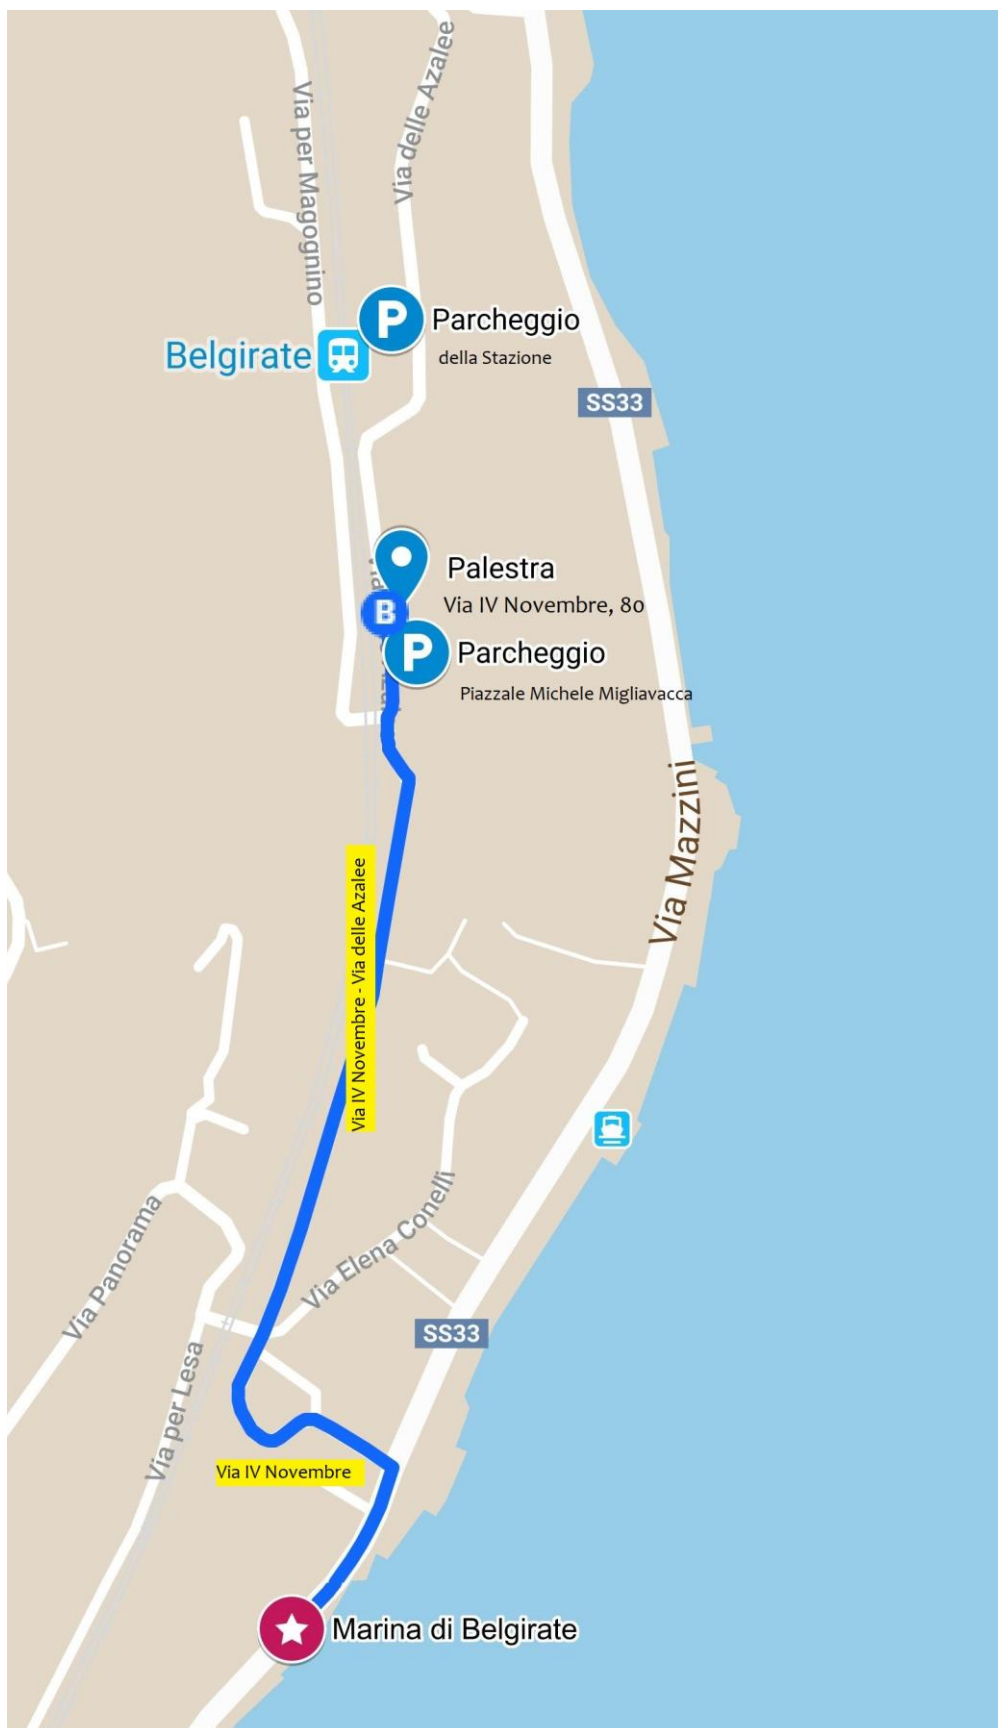 Via delle Azalee
Via per Magognino
P
Parcheggio
della Stazione
Belgirate
SS33
Palestra
Via IV Novembre, 80
B
P
Parcheggio
Piazzale Michele Migliavacca
Via Mazzini
Via IV Novembre - Via delle Azalee
Via Elena Conelli
Via Panorama
SS33
Via per Lesa
Via IV Novembre
Marina di Belgirate